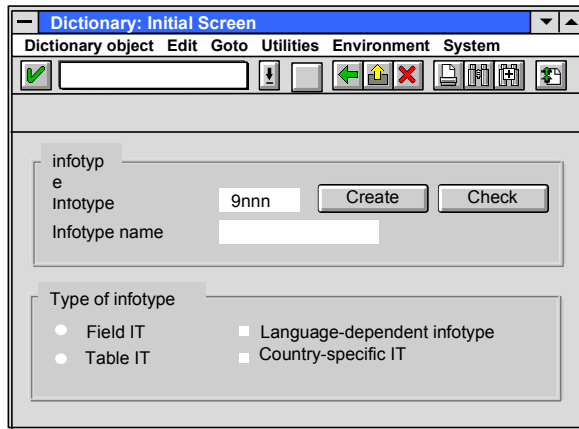 Dictionary: Initial Screen
Dictionary object Edit Goto Utilities Environment System
infotyp
e
Infotype 9nnn Create Check
Infotype name
Type of infotype
Field IT Language-dependent infotype
Table IT Country-specific IT